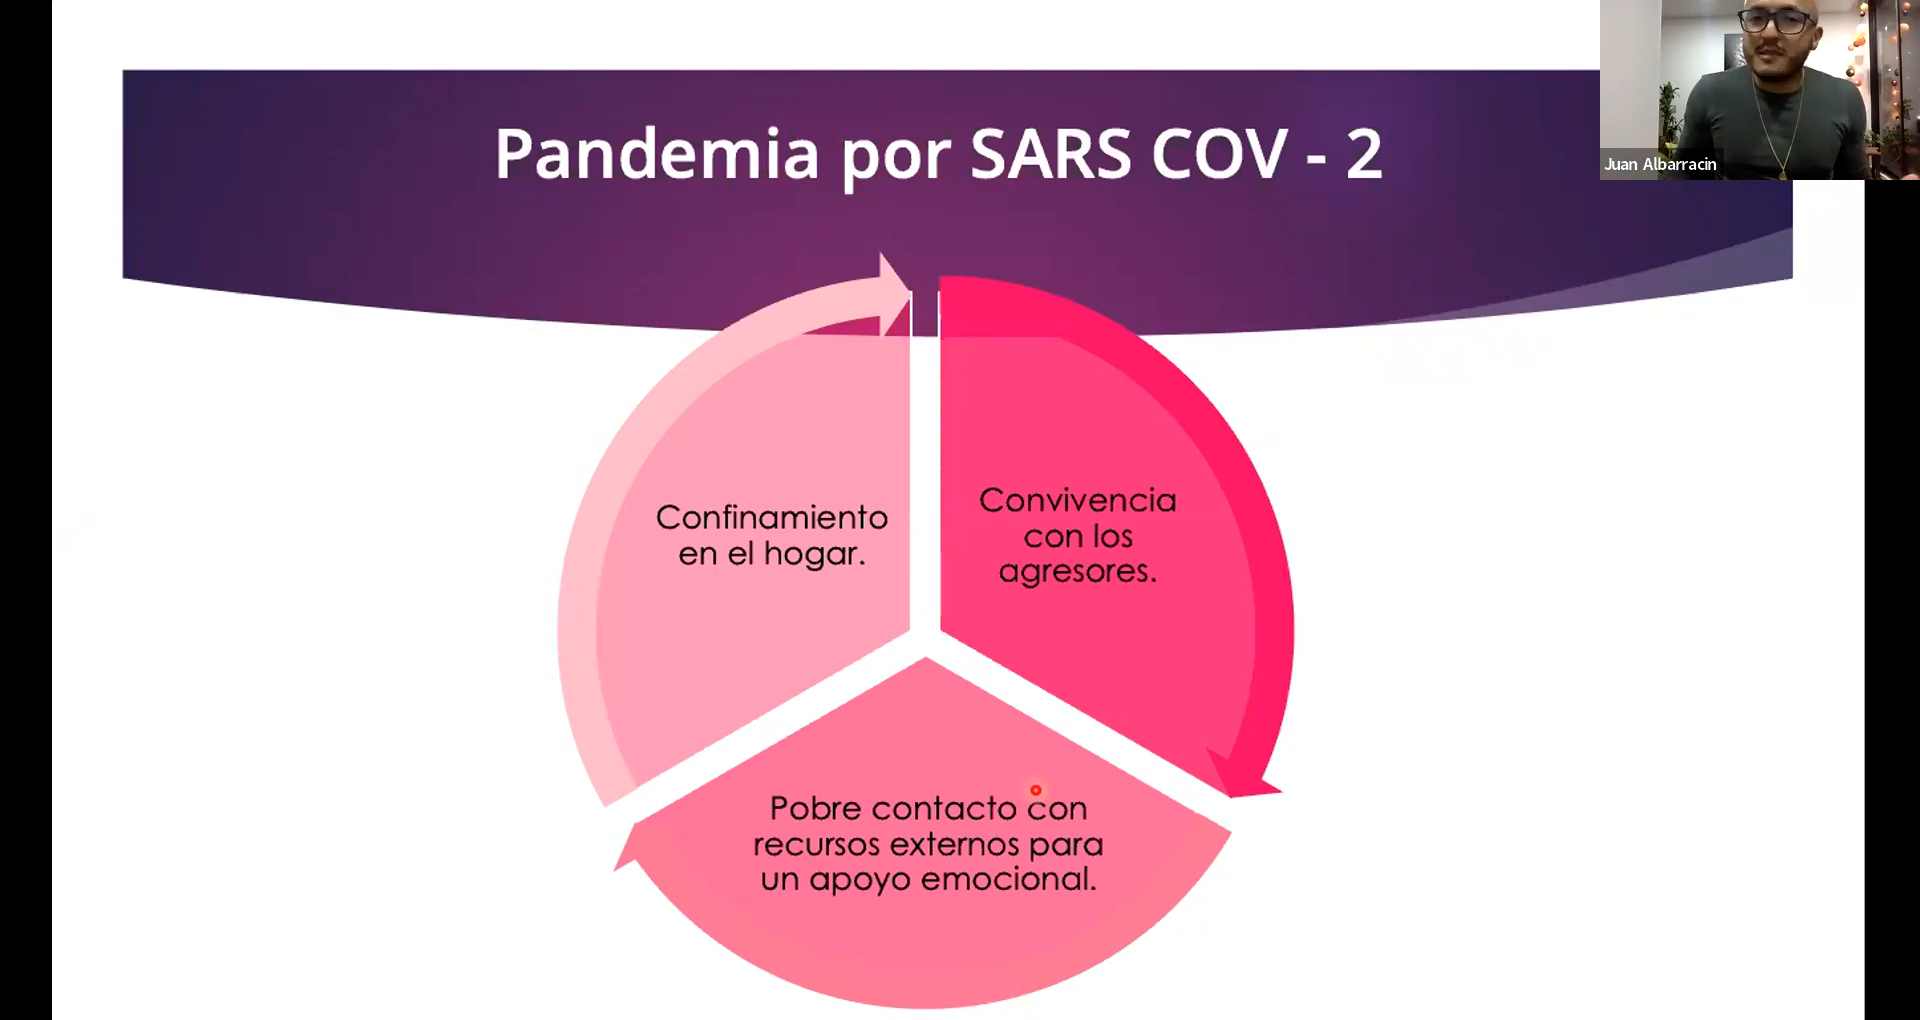 Pandemia por SARS COV - 2
Juan Albarracin
Confinamiento
en el hogar.
Convivencia
con los
agresores.
Pobre contacto con
recursos externos para
un apoyo emocional.